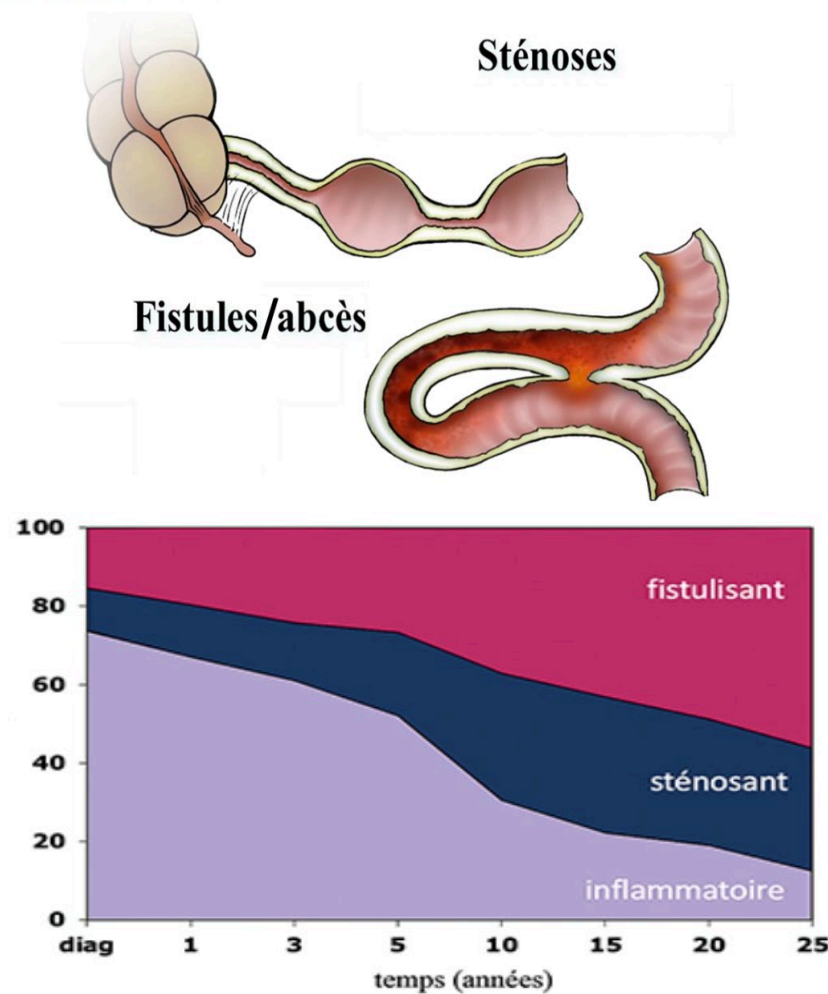 Sténoses
Fistules/abcès
100
80
60
40
20
0
fistulisant
sténosant
inflammatoire
diag 1 3 5 10 15 20 25
temps (années)